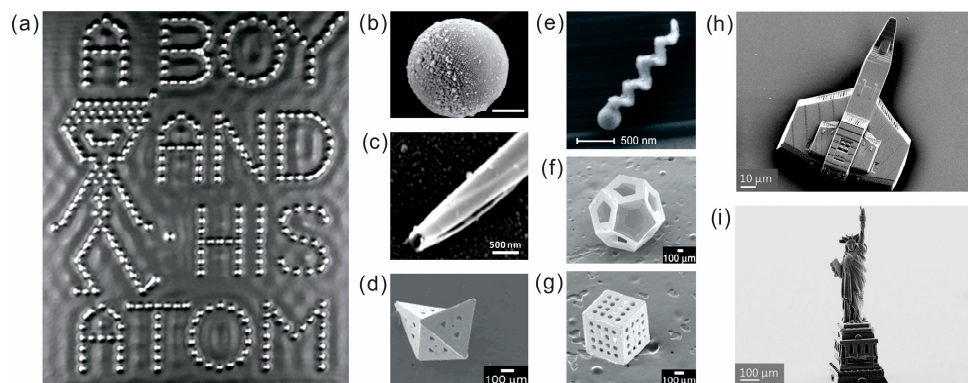 (a)
A BOY
AND
HIS
ATOM
(b)
(c)
500 nm
(d)
100 µm
(e)
500 nm
(f)
100 µm
(g)
100 µm
(h)
10 µm
(i)
100 µm